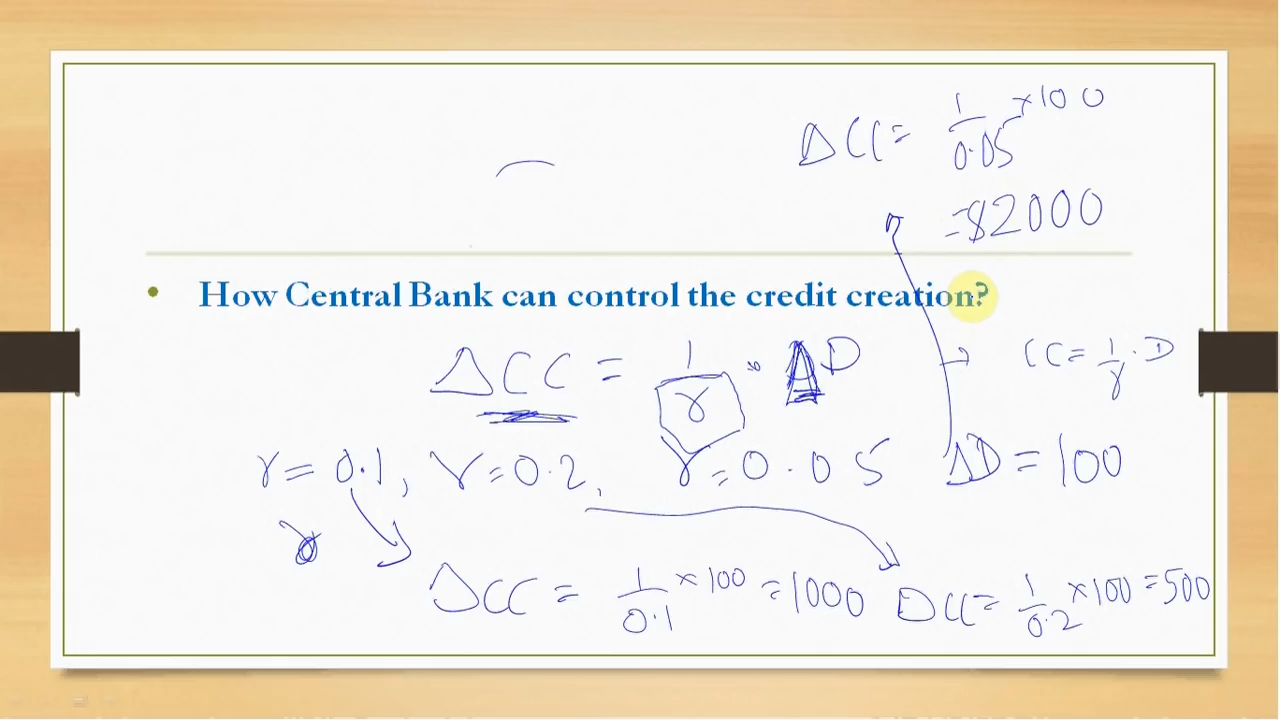 ΔCC = 1/0.05 × 100
= $2000
• How Central Bank can control the credit creation?
ΔCC = 1/r · ΔD → CC = 1/r · D
r = 0.1, r = 0.2, r = 0.05 ΔD = 100
r
ΔCC = 1/0.1 × 100 = 1000 ΔCC = 1/0.2 × 100 = 500